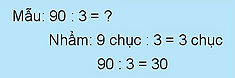 Mẫu: 90 : 3 = ?
Nhẩm: 9 chục : 3 = 3 chục
90 : 3 = 30